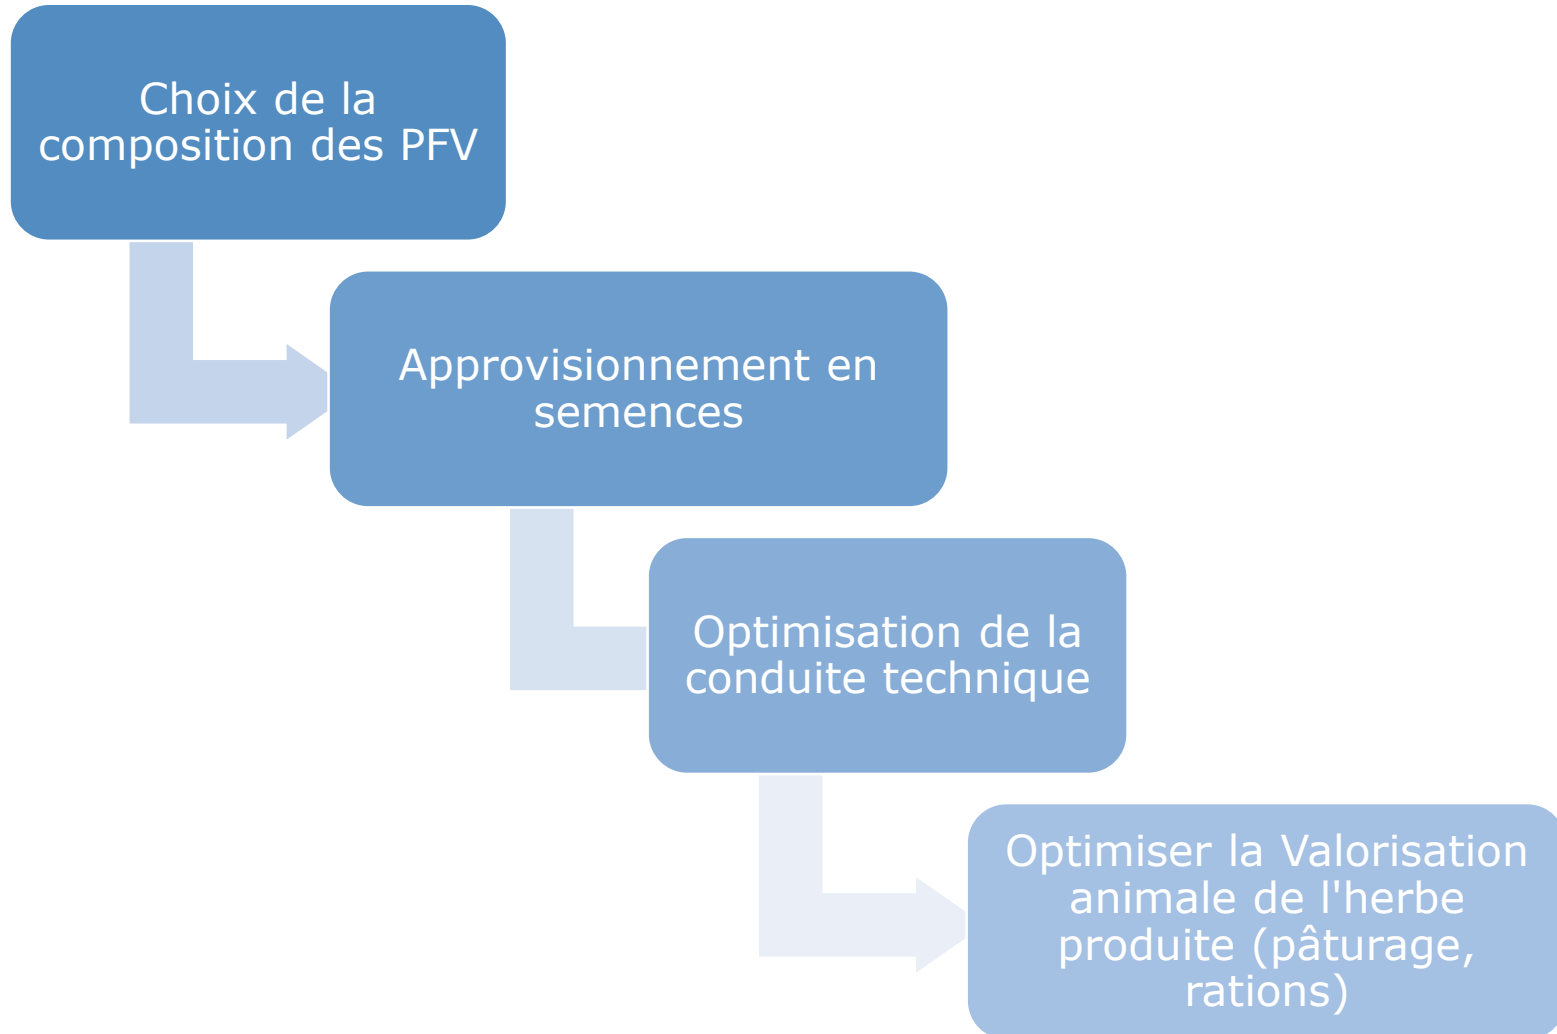 Choix de la
composition des PFV
Approvisionnement en
semences
Optimisation de la
conduite technique
Optimiser la Valorisation
animale de l'herbe
produite (pâturage,
rations)